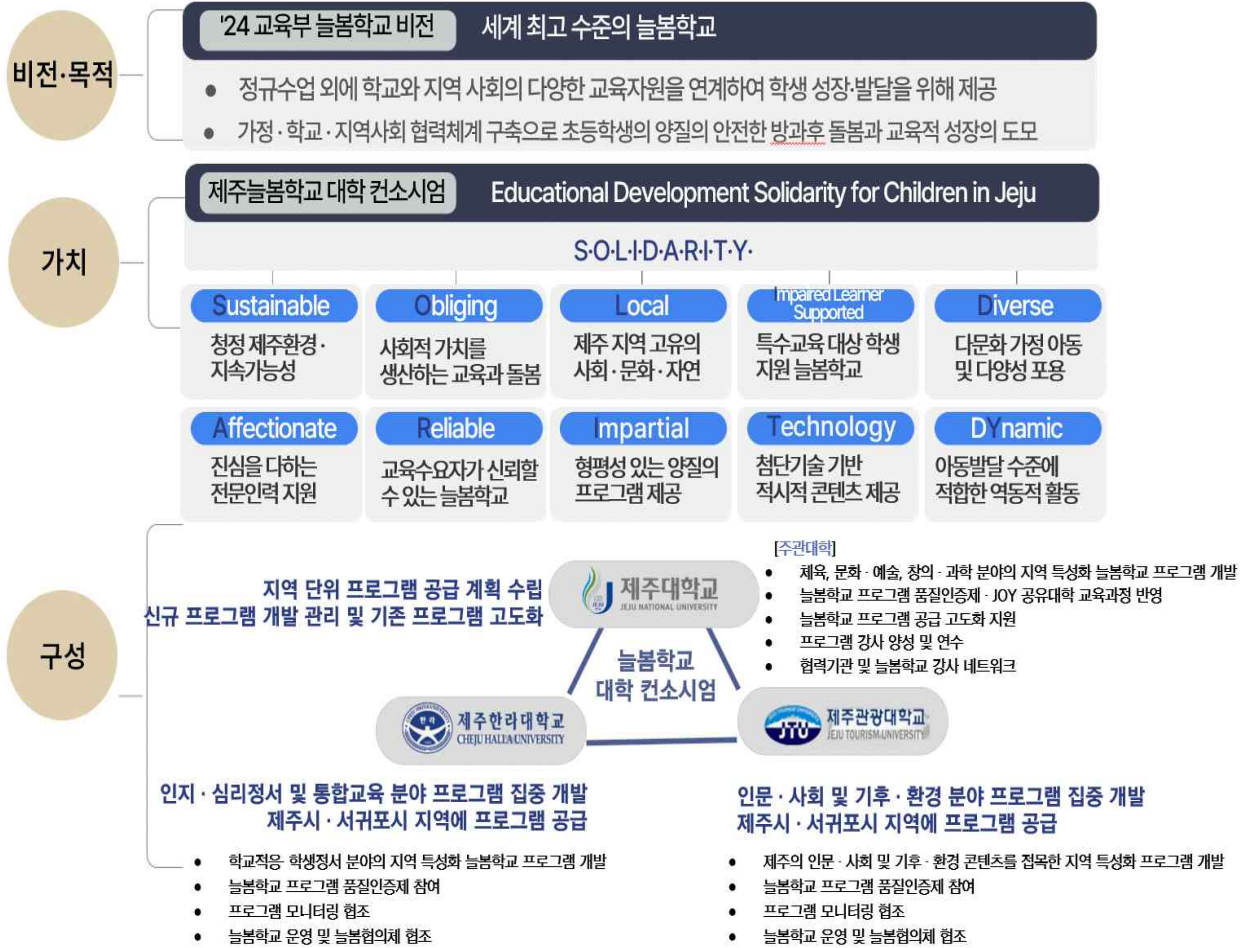 비전·목적
'24 교육부 늘봄학교 비전
세계 최고 수준의 늘봄학교
● 정규수업 외에 학교와 지역 사회의 다양한 교육자원을 연계하여 학생 성장·발달을 위해 제공
● 가정·학교·지역사회 협력체계 구축으로 초등학생의 양질의 안전한 방과후 돌봄과 교육적 성장의 도모
가치
제주늘봄학교 대학 컨소시엄
Educational Development Solidarity for Children in Jeju
S·O·L·I·D·A·R·I·T·Y·
Sustainable
청정 제주환경·
지속가능성
Obliging
사회적 가치를
생산하는 교육과 돌봄
Local
제주 지역 고유의
사회·문화·자연
Impaired Learner
Supported
특수교육 대상 학생
지원 늘봄학교
Diverse
다문화 가정 아동
및 다양성 포용
Affectionate
진심을 다하는
전문인력 지원
Reliable
교육수요자가 신뢰할
수 있는 늘봄학교
Impartial
형평성 있는 양질의
프로그램 제공
Technology
첨단기술 기반
적시적 콘텐츠 제공
DYnamic
아동발달 수준에
적합한 역동적 활동
구성
지역 단위 프로그램 공급 계획 수립
신규 프로그램 개발 관리 및 기존 프로그램 고도화
제주대학교
JEJU NATIONAL UNIVERSITY
[주관대학]
● 체육, 문화·예술, 창의·과학 분야의 지역 특성화 늘봄학교 프로그램 개발
● 늘봄학교 프로그램 품질인증제·JOY 공유대학 교육과정 반영
● 늘봄학교 프로그램 공급 고도화 지원
● 프로그램 강사 양성 및 연수
● 협력기관 및 늘봄학교 강사 네트워크
늘봄학교
대학 컨소시엄
제주한라대학교
CHEJU HALLA UNIVERSITY
JTU
제주관광대학교
JEJU TOURISM UNIVERSITY
인지·심리정서 및 통합교육 분야 프로그램 집중 개발
제주시·서귀포시 지역에 프로그램 공급
● 학교적응·학생정서 분야의 지역 특성화 늘봄학교 프로그램 개발
● 늘봄학교 프로그램 품질인증제 참여
● 프로그램 모니터링 협조
● 늘봄학교 운영 및 늘봄협의체 협조
인문·사회 및 기후·환경 분야 프로그램 집중 개발
제주시·서귀포시 지역에 프로그램 공급
● 제주의 인문·사회 및 기후·환경 콘텐츠를 접목한 지역 특성화 프로그램 개발
● 늘봄학교 프로그램 품질인증제 참여
● 프로그램 모니터링 협조
● 늘봄학교 운영 및 늘봄협의체 협조